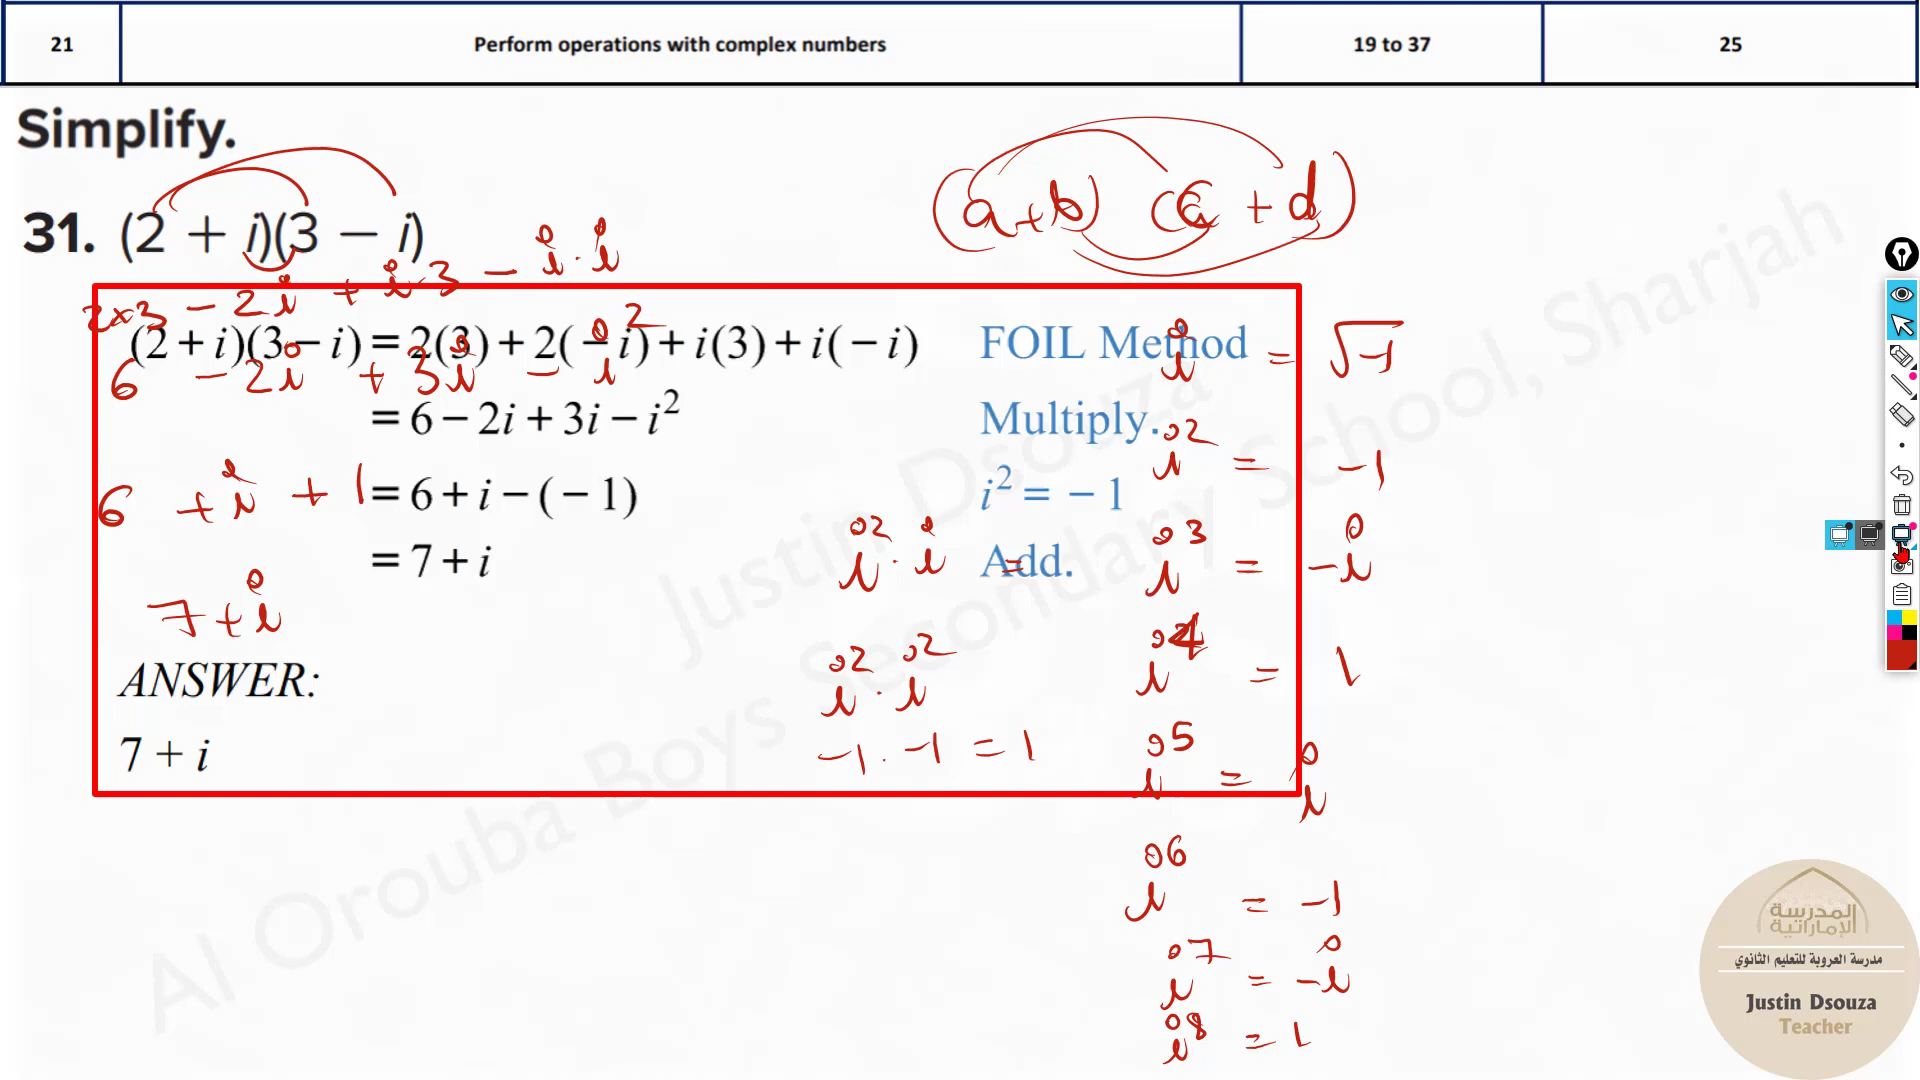 21 Perform operations with complex numbers 19 to 37 25
Simplify.
31. (2 + i)(3 − i)
(a+b) (c + d)
2×3 − 2i + i·3 − i·i
(2 + i)(3 − i) = 2(3) + 2(− i) + i(3) + i(− i) FOIL Method
6 − 2i + 3i − i²
= 6 − 2i + 3i − i² Multiply.
6 + i + 1
= 6 + i − (− 1) i² = − 1
= 7 + i Add.
7 + i
ANSWER:
7 + i
i² · i =
i² · i²
−1 · −1 = 1
i = √−1
i² = −1
i³ = −i
i⁴ = 1
i⁵ = i
i⁶ = −1
i⁷ = −i
i⁸ = 1
Justin Dsouza
Al Orouba Boys Secondary School, Sharjah
المدرسة
الإماراتية
مدرسة العروبة للتعليم الثانوي
Justin Dsouza
Teacher